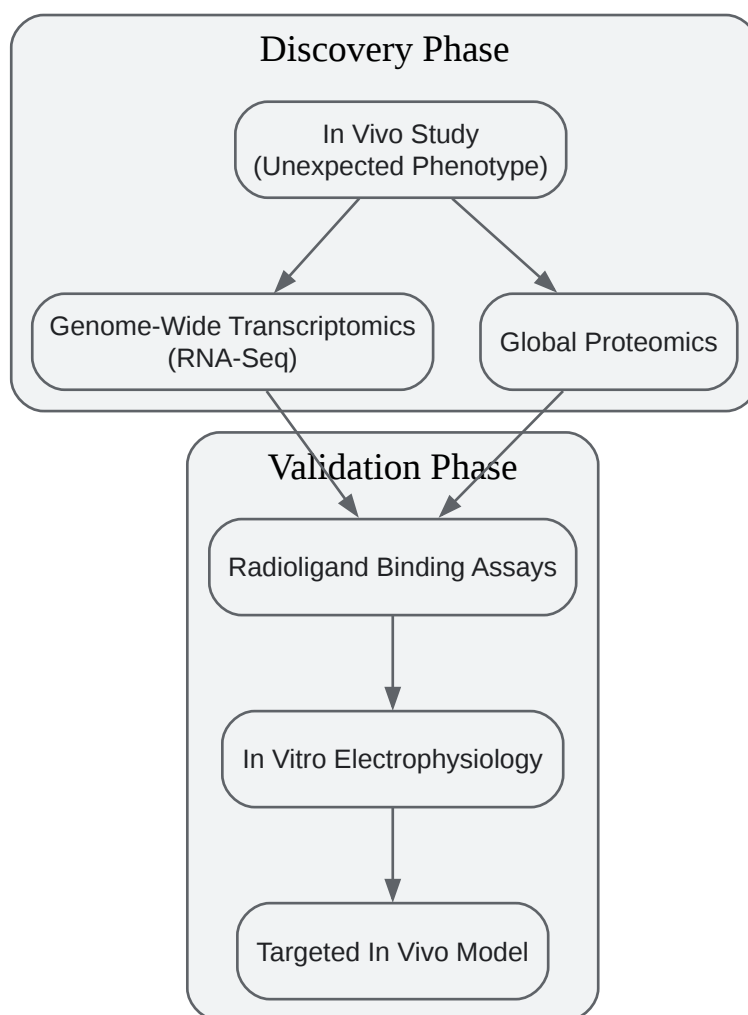 Discovery Phase
In Vivo Study
(Unexpected Phenotype)
Genome-Wide Transcriptomics
(RNA-Seq)
Global Proteomics
Validation Phase
Radioligand Binding Assays
In Vitro Electrophysiology
Targeted In Vivo Model